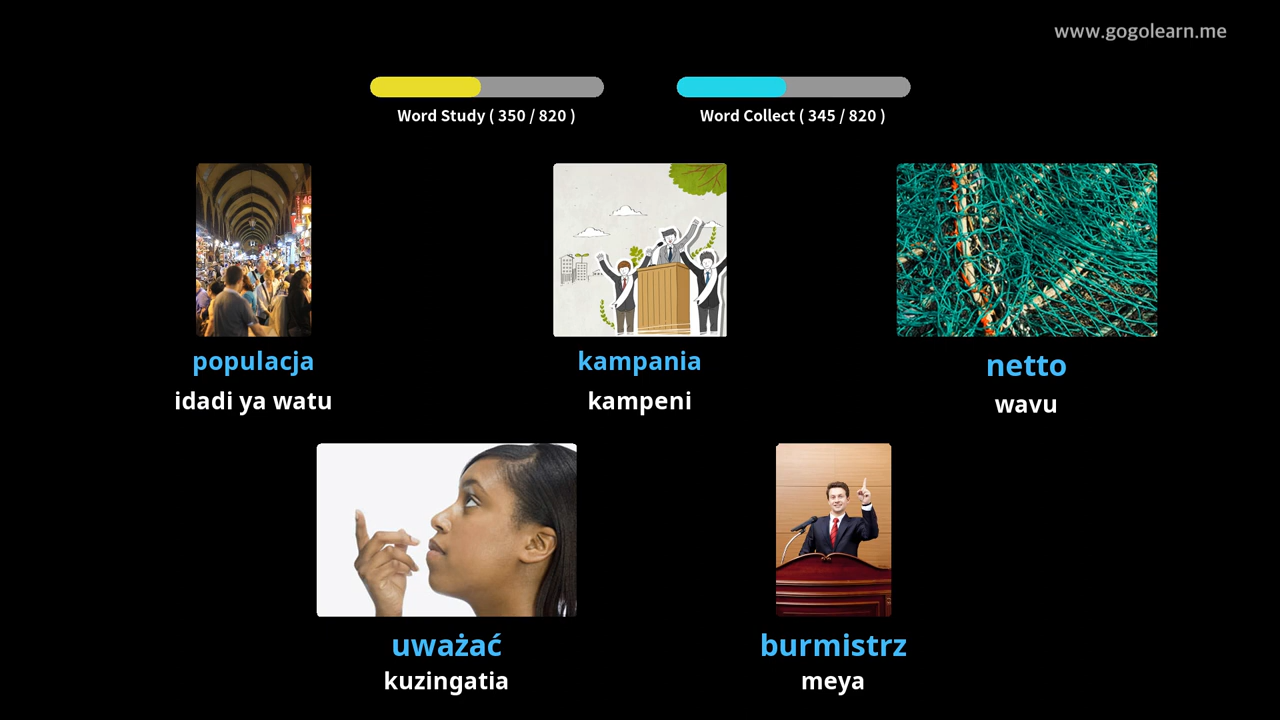 www.gogolearn.me
Word Study ( 350 / 820 )
Word Collect ( 345 / 820 )
populacja
idadi ya watu
kampania
kampeni
netto
wavu
uważać
kuzingatia
burmistrz
meya